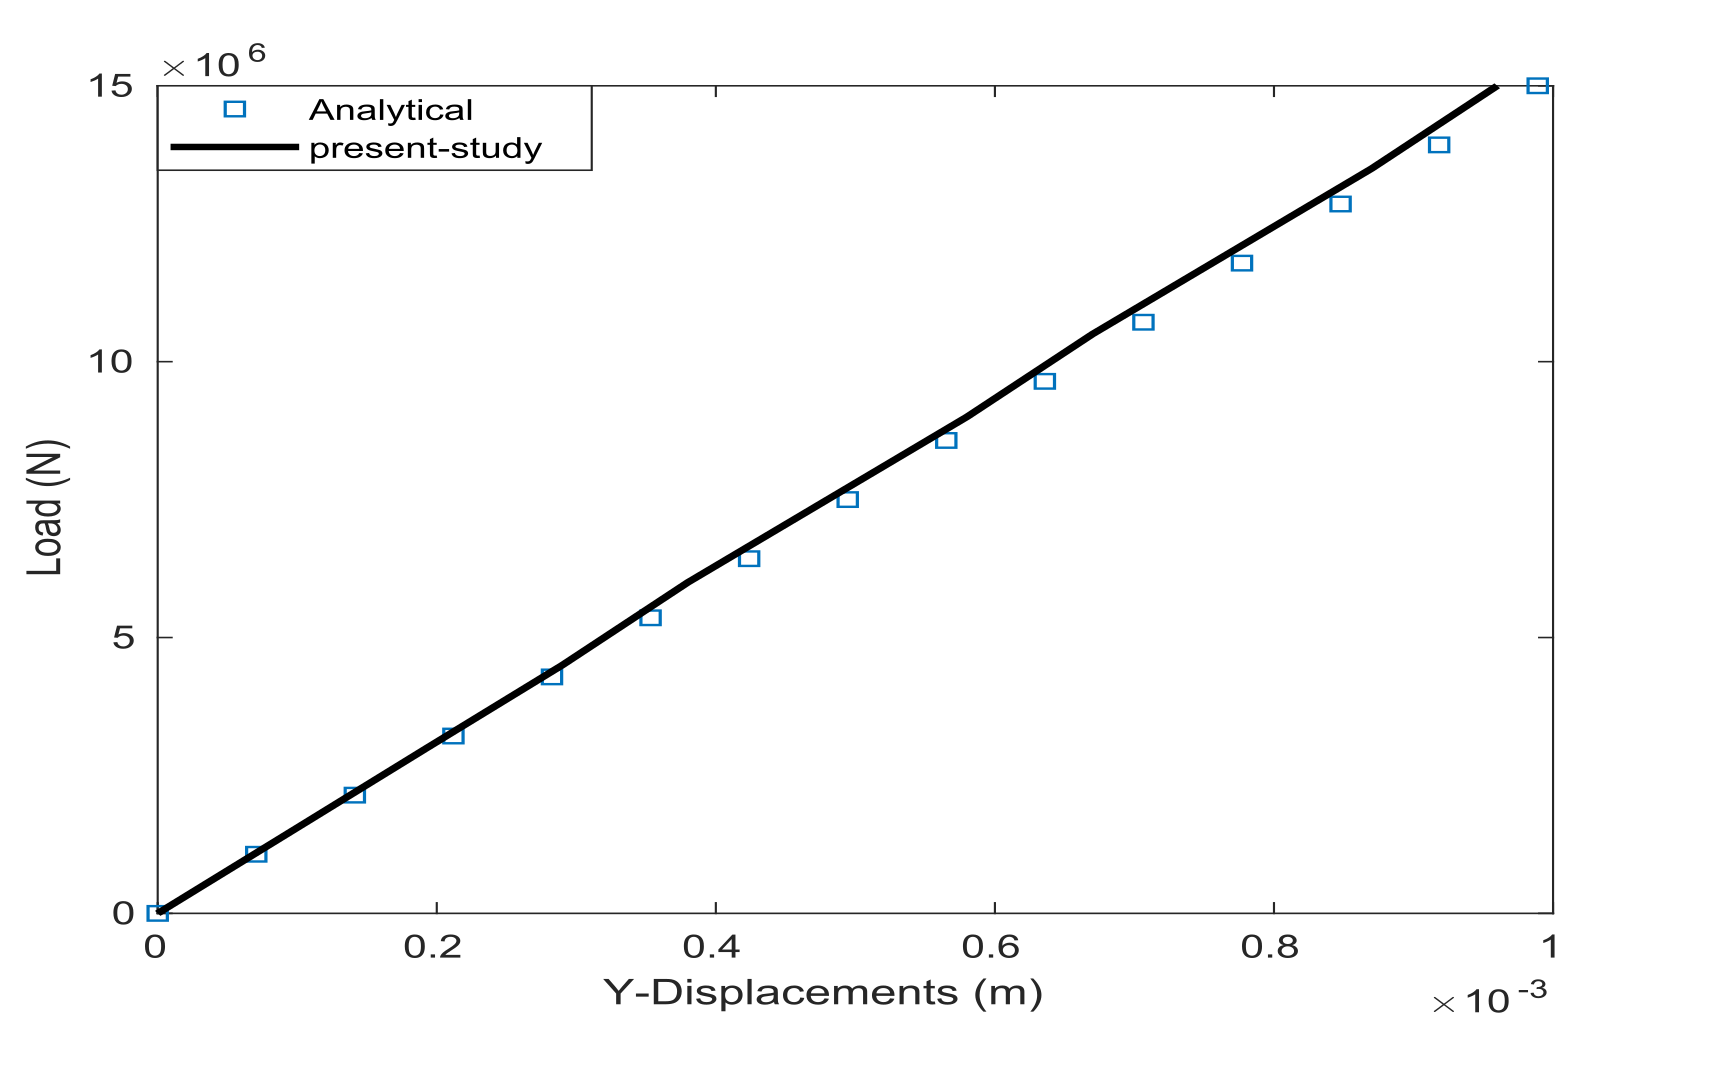 × 10 6
15
Analytical
present-study
10
Load (N)
5
0
0 0.2 0.4 0.6 0.8 1
Y-Displacements (m)
× 10 -3